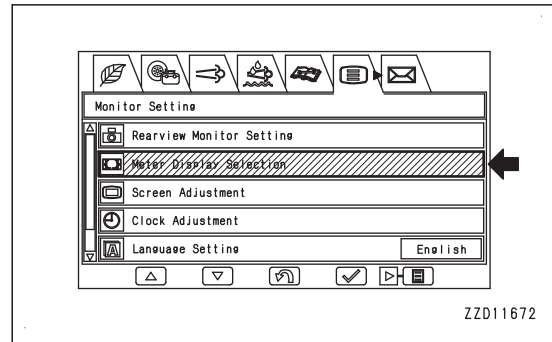 Monitor Setting
Rearview Monitor Setting
Meter Display Selection
Screen Adjustment
Clock Adjustment
A Language Setting English
ZZD11672